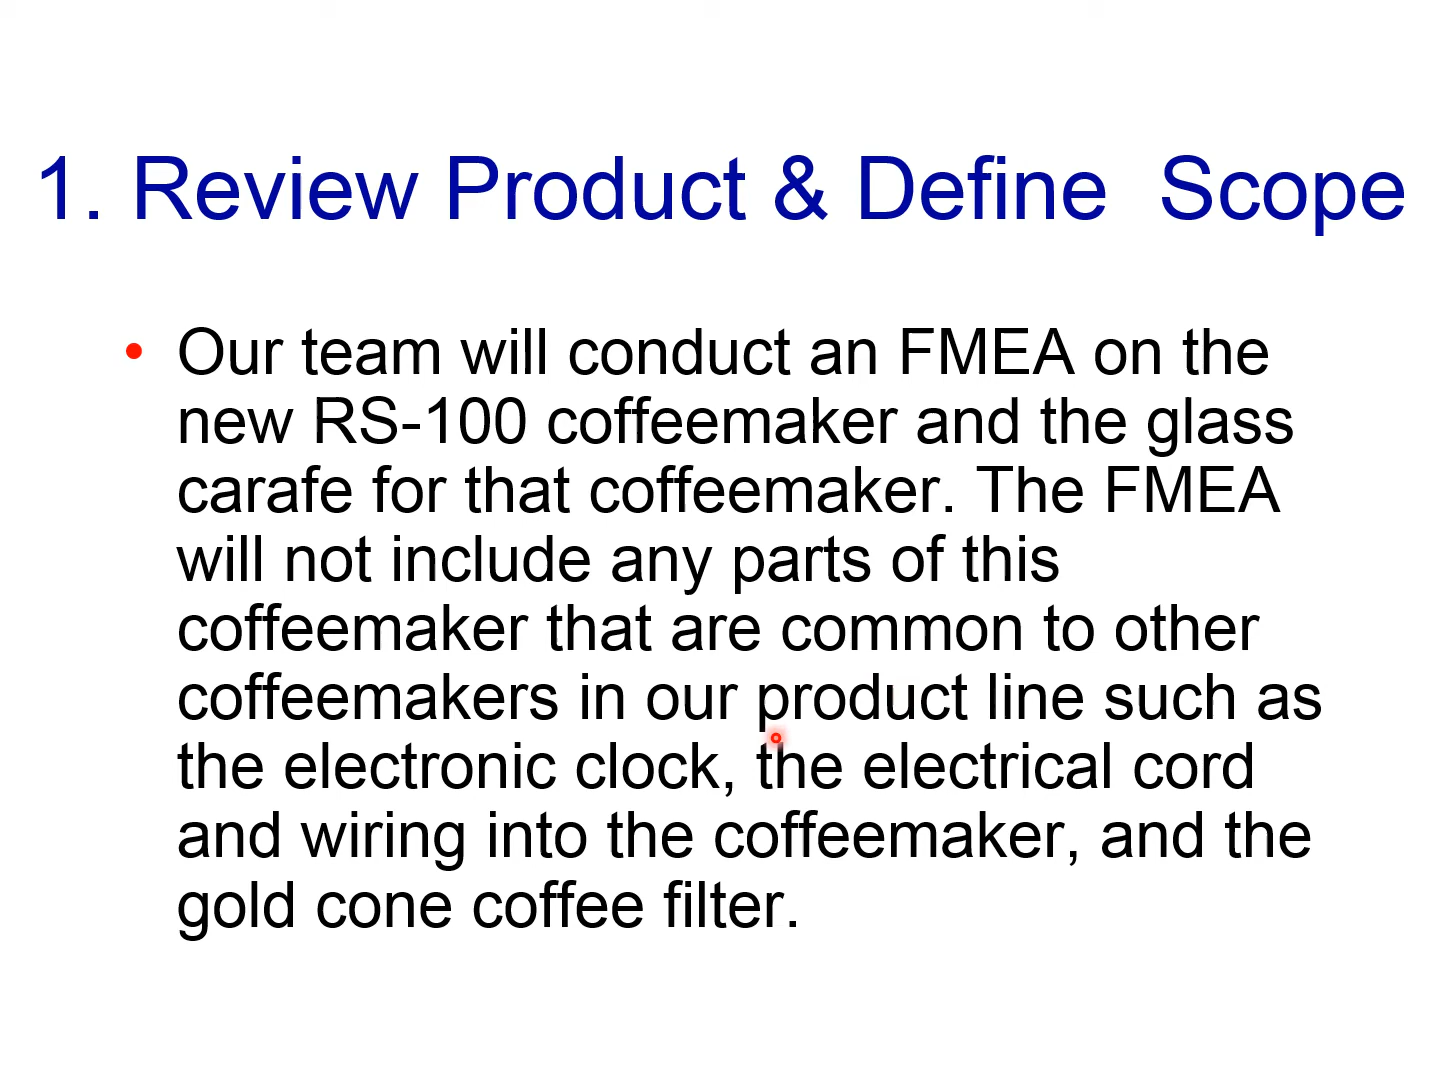 1. Review Product & Define  Scope
• Our team will conduct an FMEA on the
new RS-100 coffeemaker and the glass
carafe for that coffeemaker. The FMEA
will not include any parts of this
coffeemaker that are common to other
coffeemakers in our product line such as
the electronic clock, the electrical cord
and wiring into the coffeemaker, and the
gold cone coffee filter.